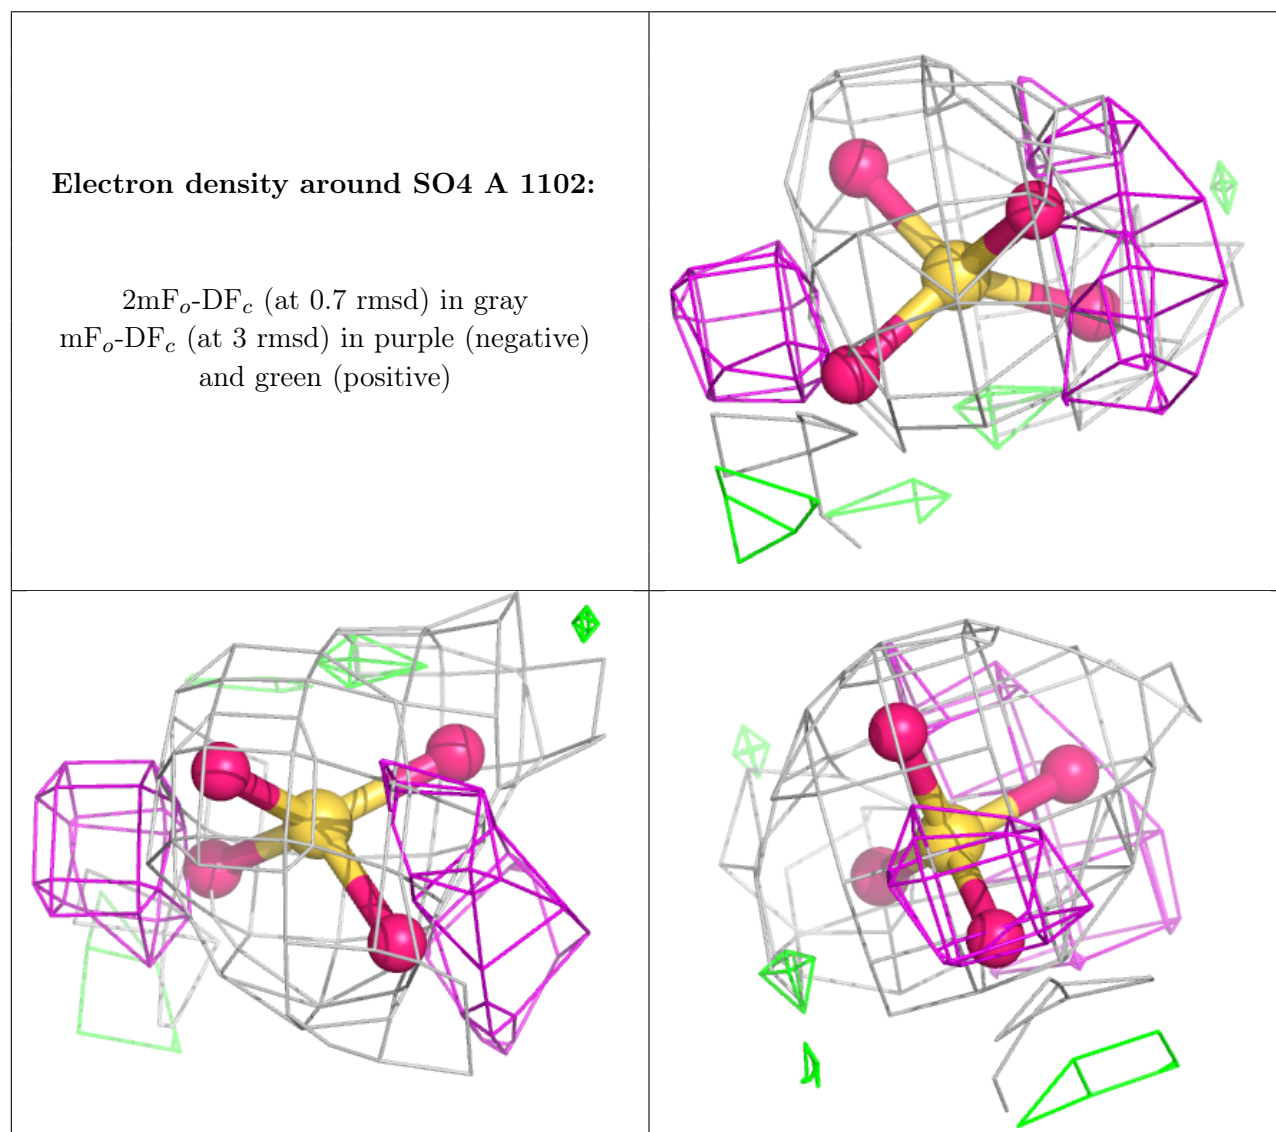 Electron density around SO4 A 1102:
2mFo-DFc (at 0.7 rmsd) in gray
mFo-DFc (at 3 rmsd) in purple (negative)
and green (positive)